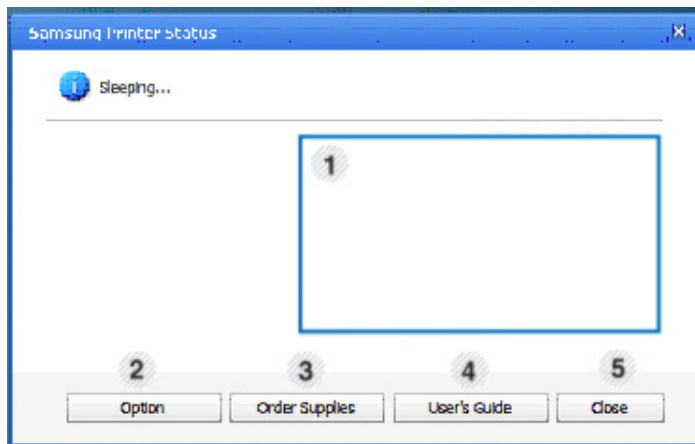 Samsung Printer Status
Sleeping...
1
2 3 4 5
Option Order Supplies User's Guide Close